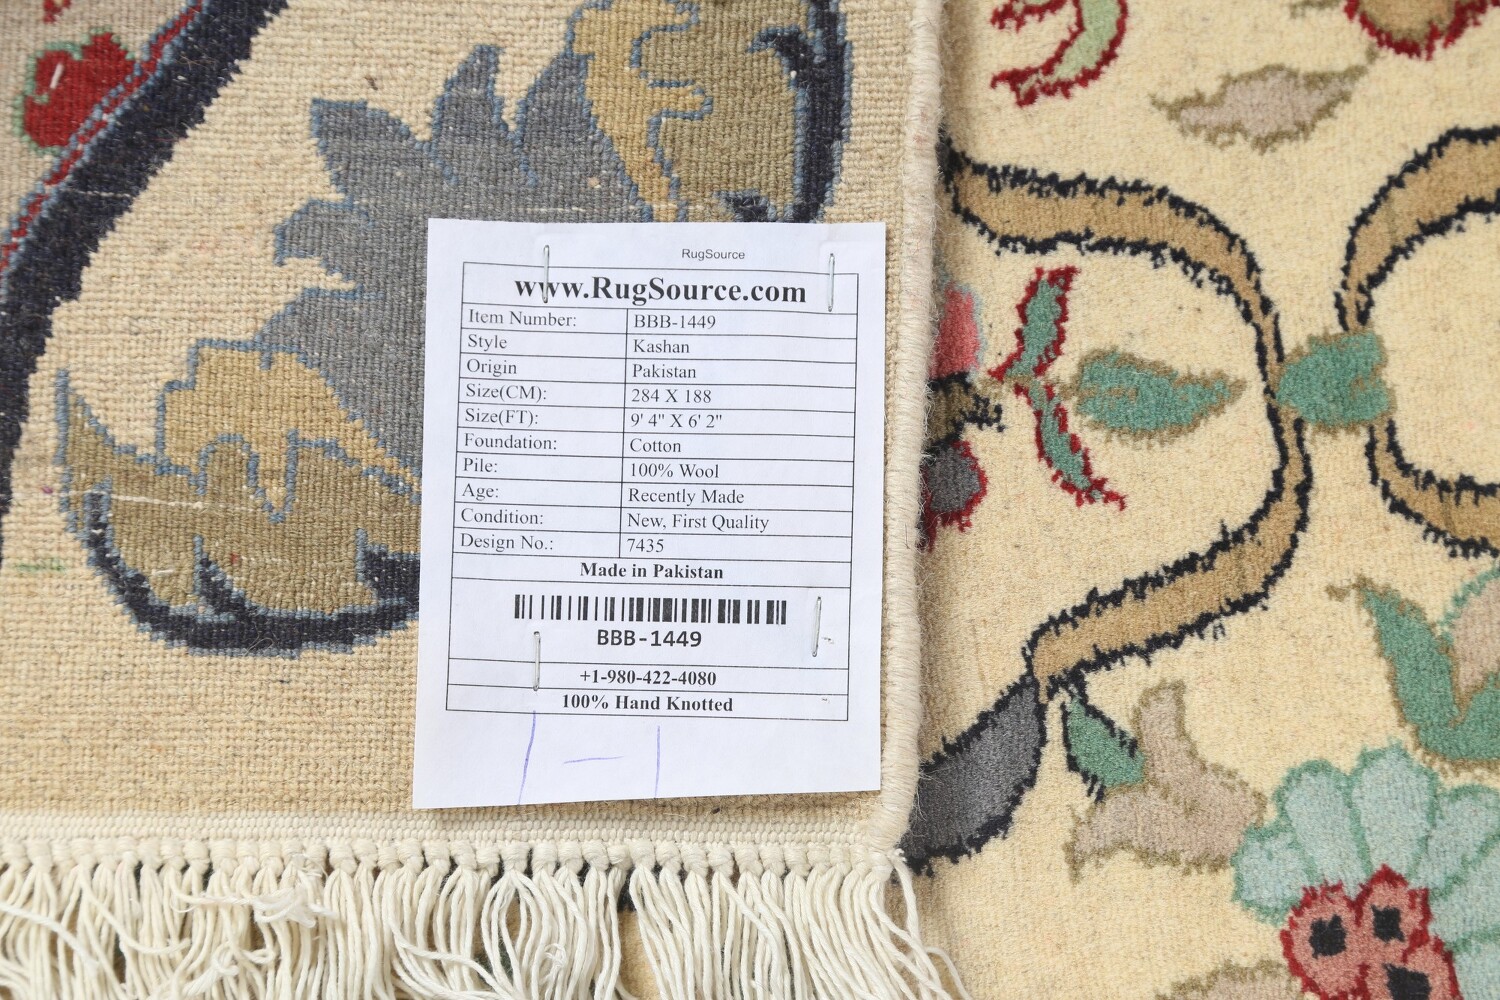 RugSource
www.RugSource.com
Item Number: BBB-1449
Style Kashan
Origin Pakistan
Size(CM): 284 X 188
Size(FT): 9' 4" X 6' 2"
Foundation: Cotton
Pile: 100% Wool
Age: Recently Made
Condition: New, First Quality
Design No.: 7435
Made in Pakistan
BBB-1449
+1-980-422-4080
100% Hand Knotted